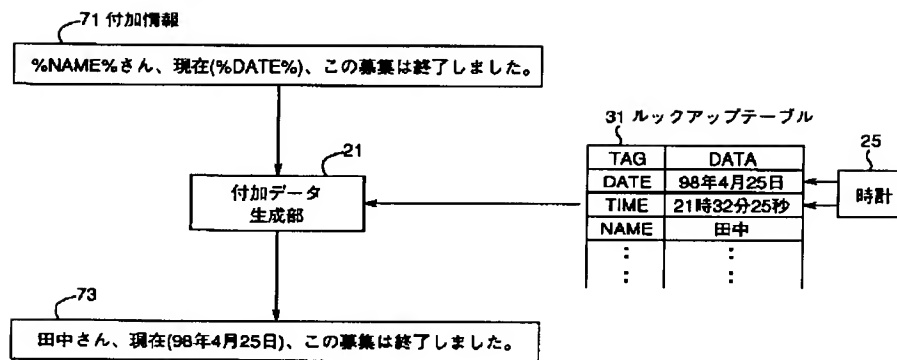 71 付加情報
%NAME%さん、現在(%DATE%)、この募集は終了しました。
31 ルックアップテーブル
21
25
TAG DATA
DATE 98年4月25日
TIME 21時32分25秒
NAME 田中
時計
付加データ
生成部
73
田中さん、現在(98年4月25日)、この募集は終了しました。